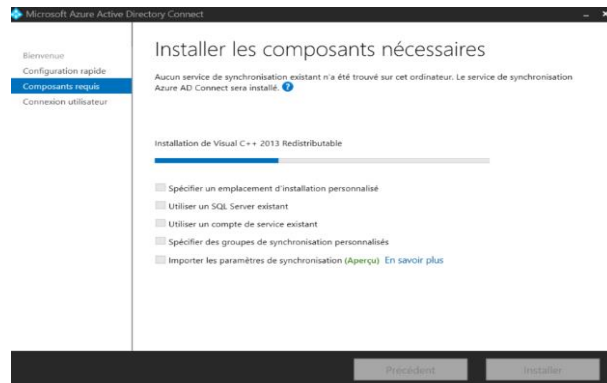 Microsoft Azure Active Directory Connect
Bienvenue
Configuration rapide
Composants requis
Connexion utilisateur
Installer les composants nécessaires
Aucun service de synchronisation existant n'a été trouvé sur cet ordinateur. Le service de synchronisation
Azure AD Connect sera installé. ?
Installation de Visual C++ 2013 Redistributable
Spécifier un emplacement d'installation personnalisé
Utiliser un SQL Server existant
Utiliser un compte de service existant
Spécifier des groupes de synchronisation personnalisés
Importer les paramètres de synchronisation (Aperçu) En savoir plus
Précédent
Installer